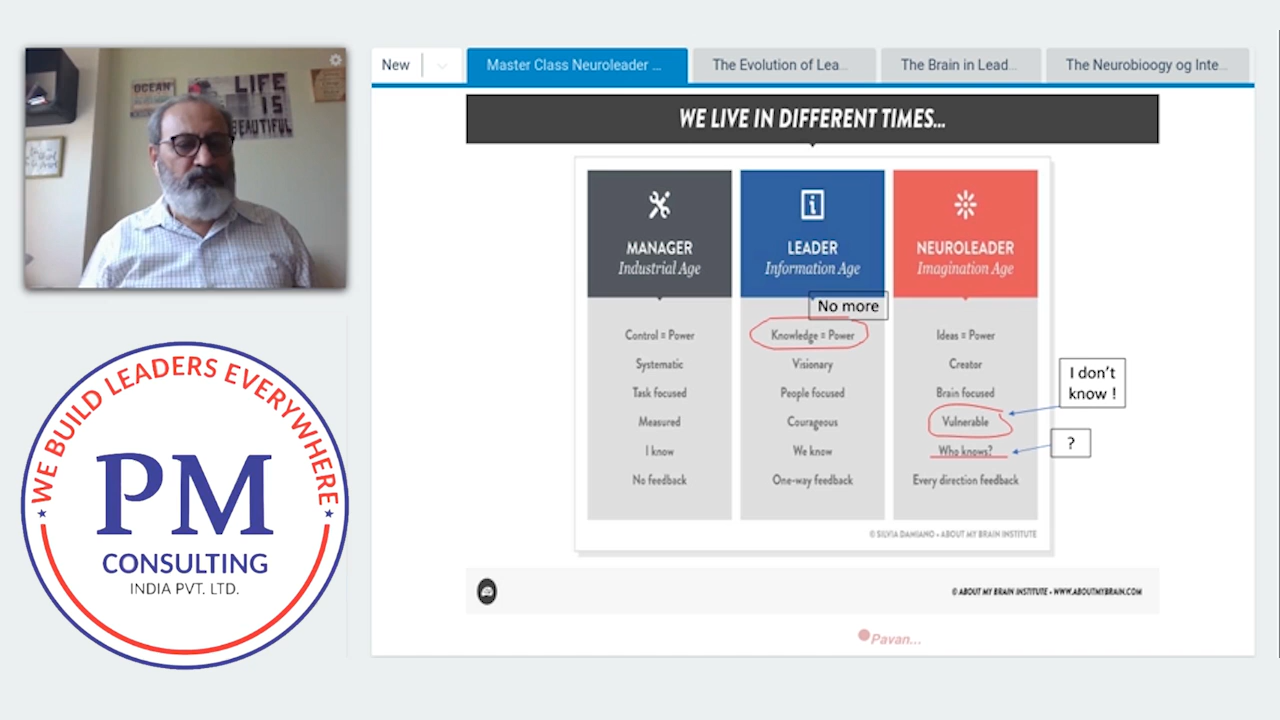 OCEAN
LIFE
IS
BEAUTIFUL
WE BUILD LEADERS EVERYWHERE
PM
CONSULTING
INDIA PVT. LTD.
New
Master Class Neuroleader ...
The Evolution of Lea...
The Brain in Lead...
The Neurobioogy og Inte...
WE LIVE IN DIFFERENT TIMES...
MANAGER
Industrial Age
Control = Power
Systematic
Task focused
Measured
I know
No feedback
LEADER
Information Age
No more
Knowledge = Power
Visionary
People focused
Courageous
We know
One-way feedback
NEUROLEADER
Imagination Age
Ideas = Power
Creator
Brain focused
Vulnerable
Who knows?
Every direction feedback
I don't
know !
?
© SILVIA DAMIANO • ABOUT MY BRAIN INSTITUTE
© ABOUT MY BRAIN INSTITUTE • WWW.ABOUTMYBRAIN.COM
Pavan...